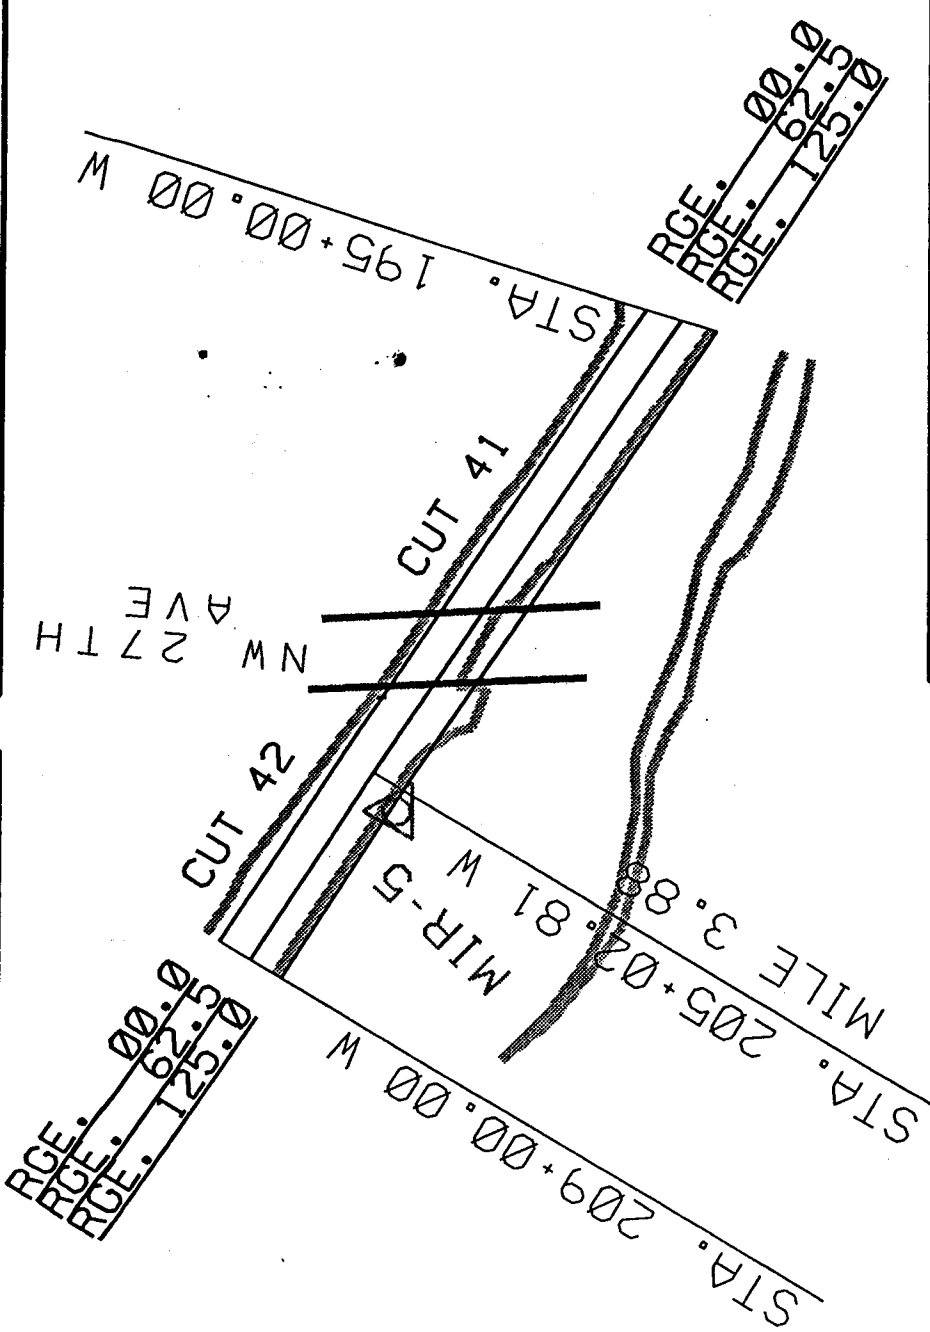 RGE. 00.0
RGE. 62.5
RGE. 125.0
STA. 195+00.00 W
CUT 41
NW 27TH
AVE
CUT 42
MIR-5
STA. 205+02.81 W
MILE 3.88
RGE. 00.0
RGE. 62.5
RGE. 125.0
STA. 209+00.00 W